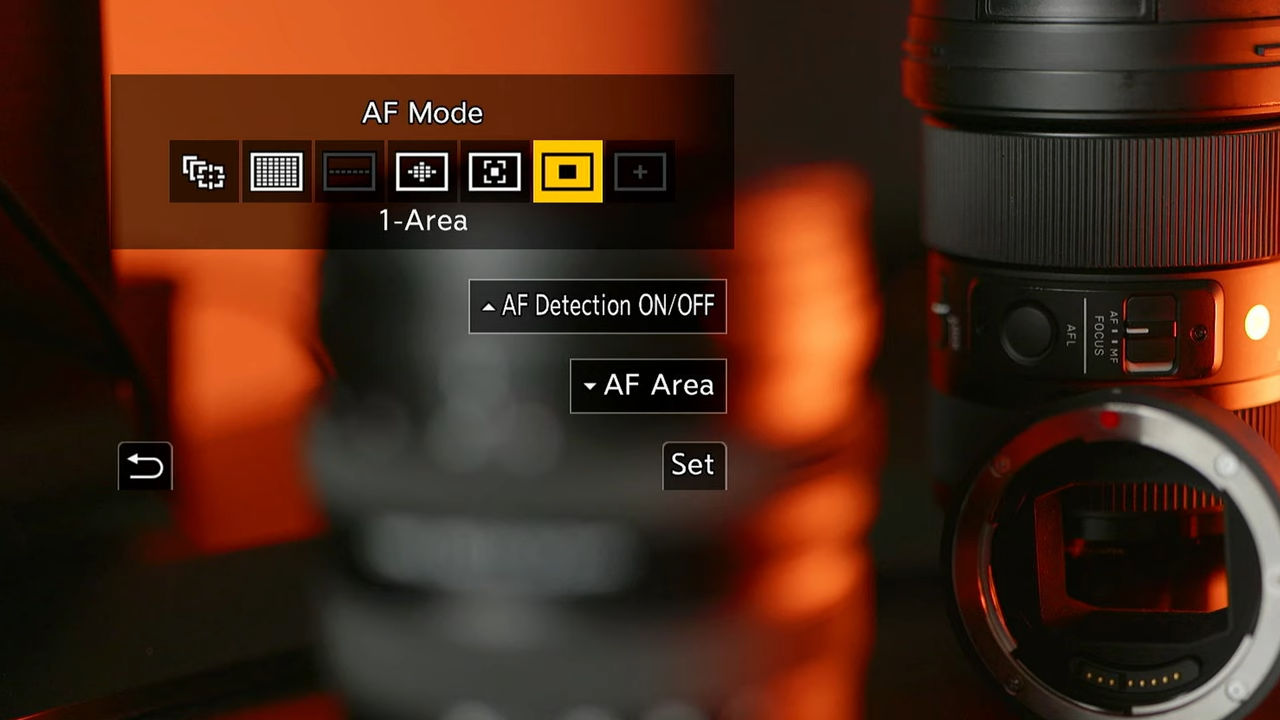 AF Mode
1-Area
AF Detection ON/OFF
AF Area
Set
AFL
FOCUS
AF MF